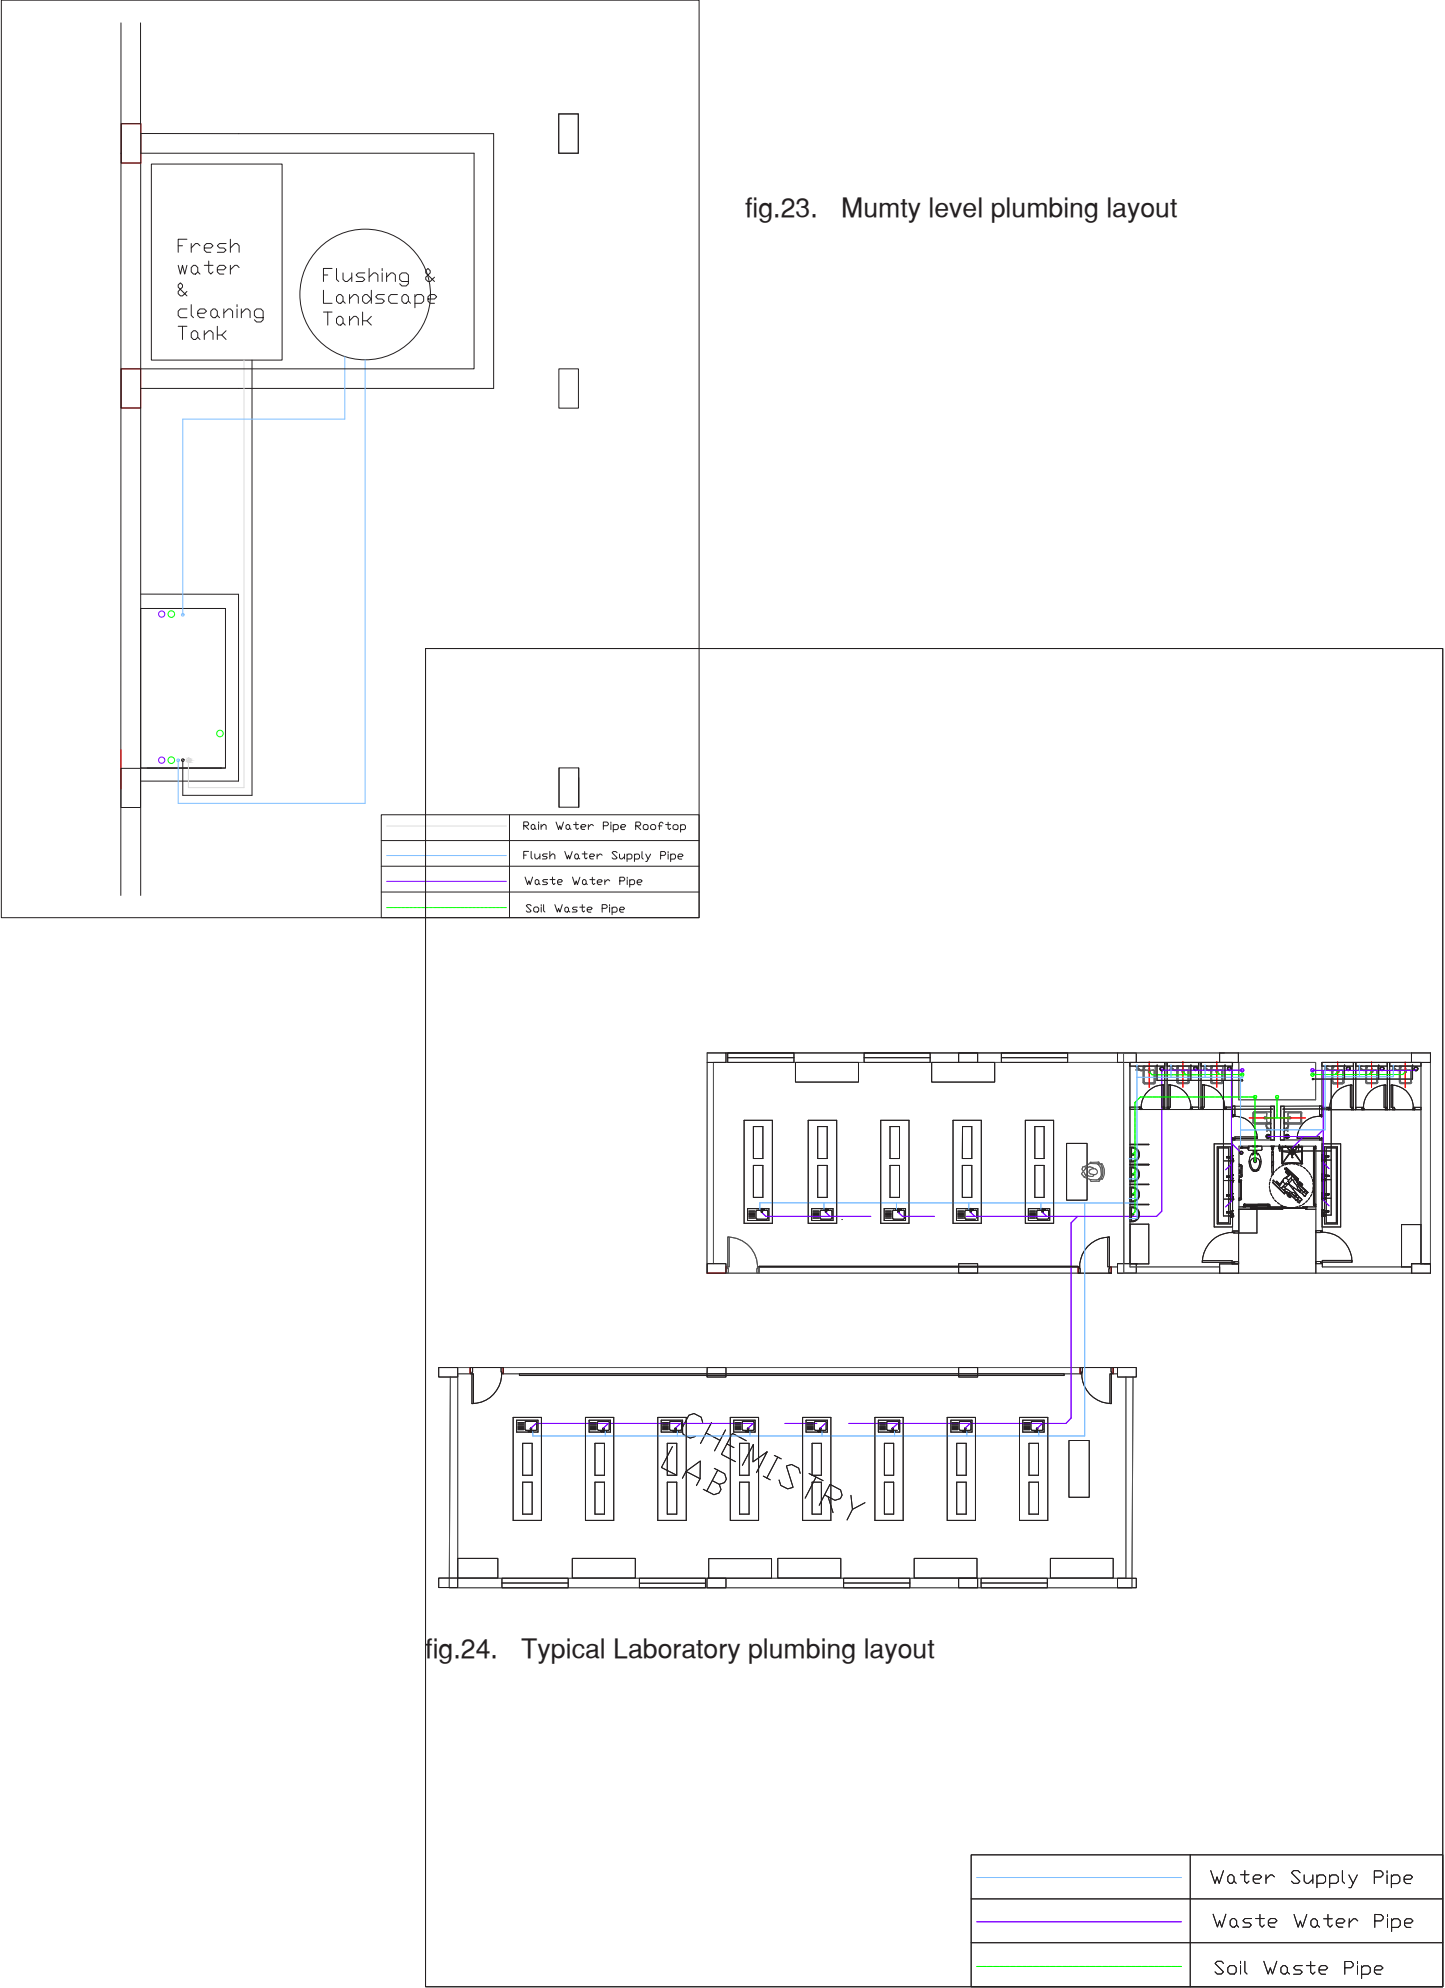 fig.23. Mumty level plumbing layout
Fresh
water
&
cleaning
Tank
Flushing &
Landscape
Tank
Rain Water Pipe Rooftop
Flush Water Supply Pipe
Waste Water Pipe
Soil Waste Pipe
CHEMISTRY
LAB
fig.24. Typical Laboratory plumbing layout
Water Supply Pipe
Waste Water Pipe
Soil Waste Pipe